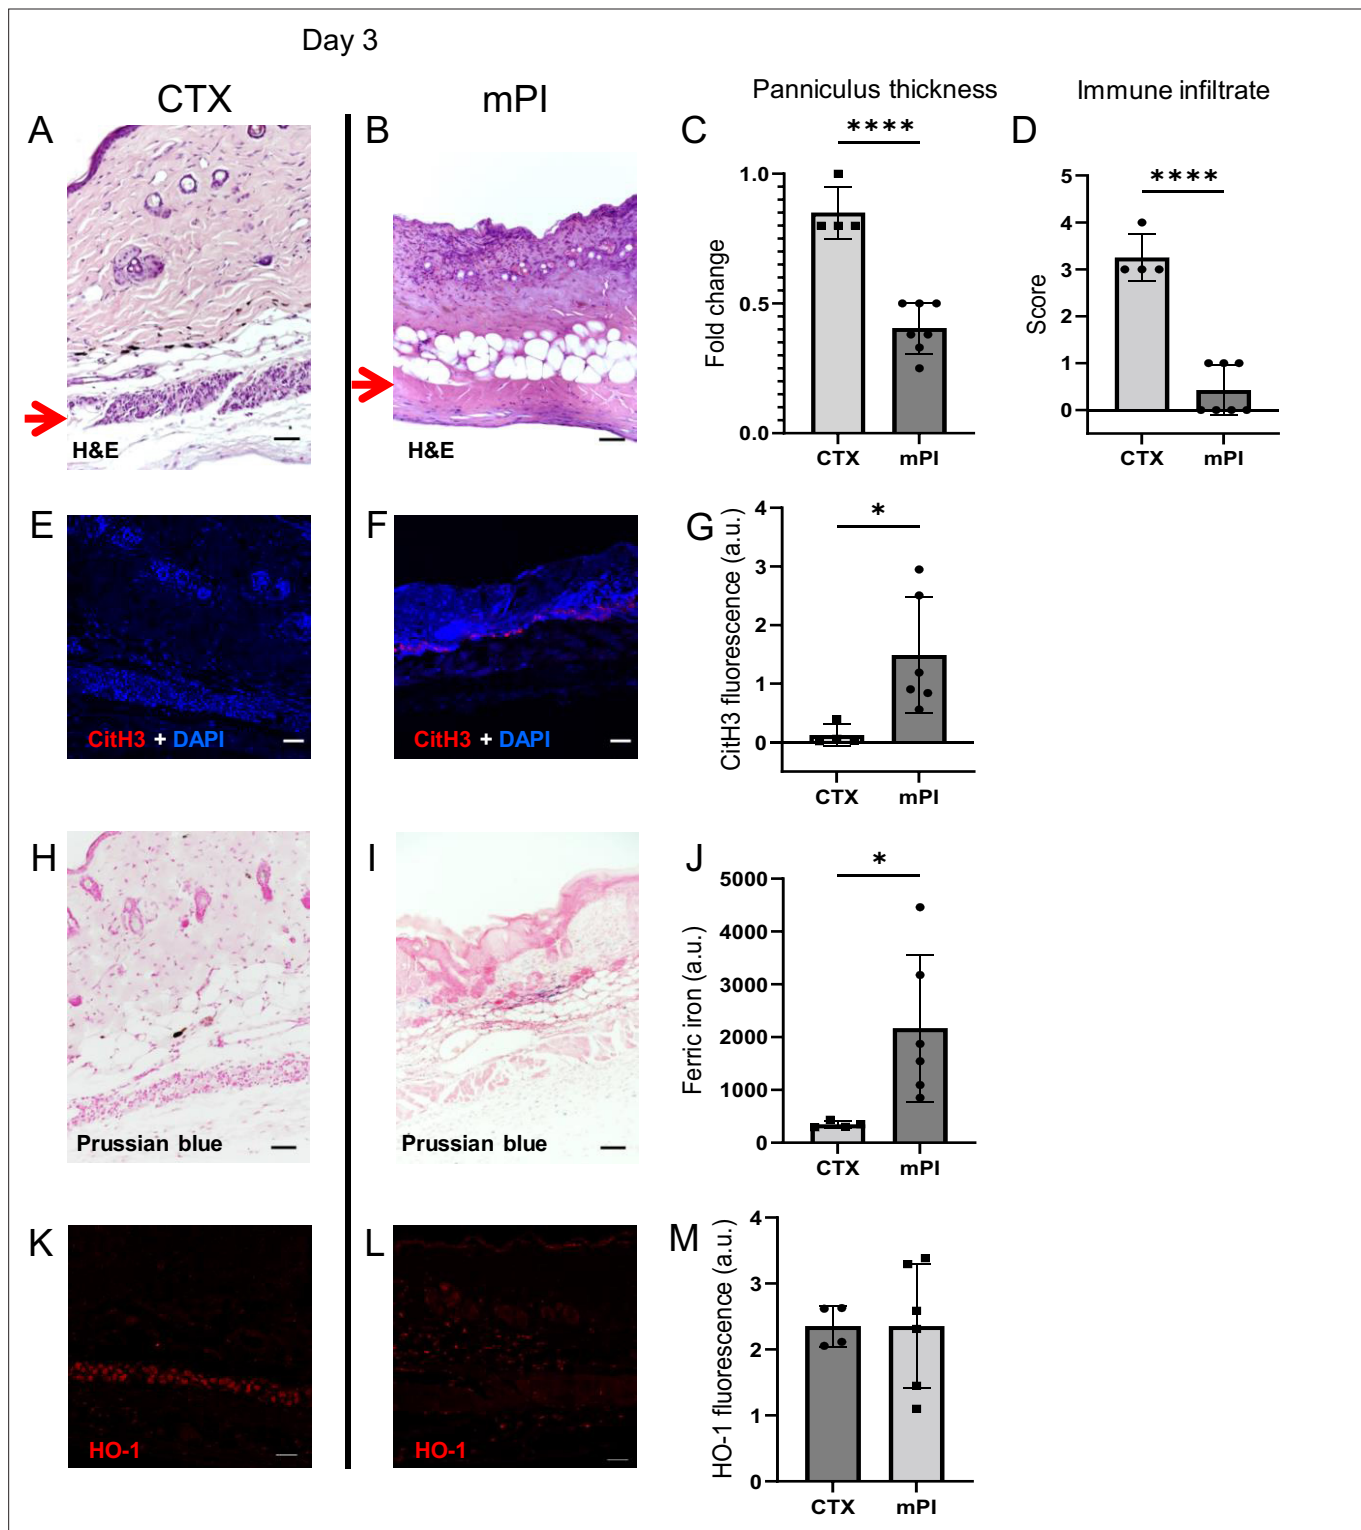 Day 3
CTX
mPI
Panniculus thickness
Immune infiltrate
A
H&E
B
H&E
C
****
Fold change
1.0
0.5
0.0
CTX
mPI
D
****
Score
5
4
3
2
1
0
CTX
mPI
E
CitH3 + DAPI
F
CitH3 + DAPI
G
*
CitH3 fluorescence (a.u.)
4
3
2
1
0
CTX
mPI
H
Prussian blue
I
Prussian blue
J
*
Ferric iron (a.u.)
5000
4000
3000
2000
1000
0
CTX
mPI
K
HO-1
L
HO-1
M
HO-1 fluorescence (a.u.)
4
3
2
1
0
CTX
mPI